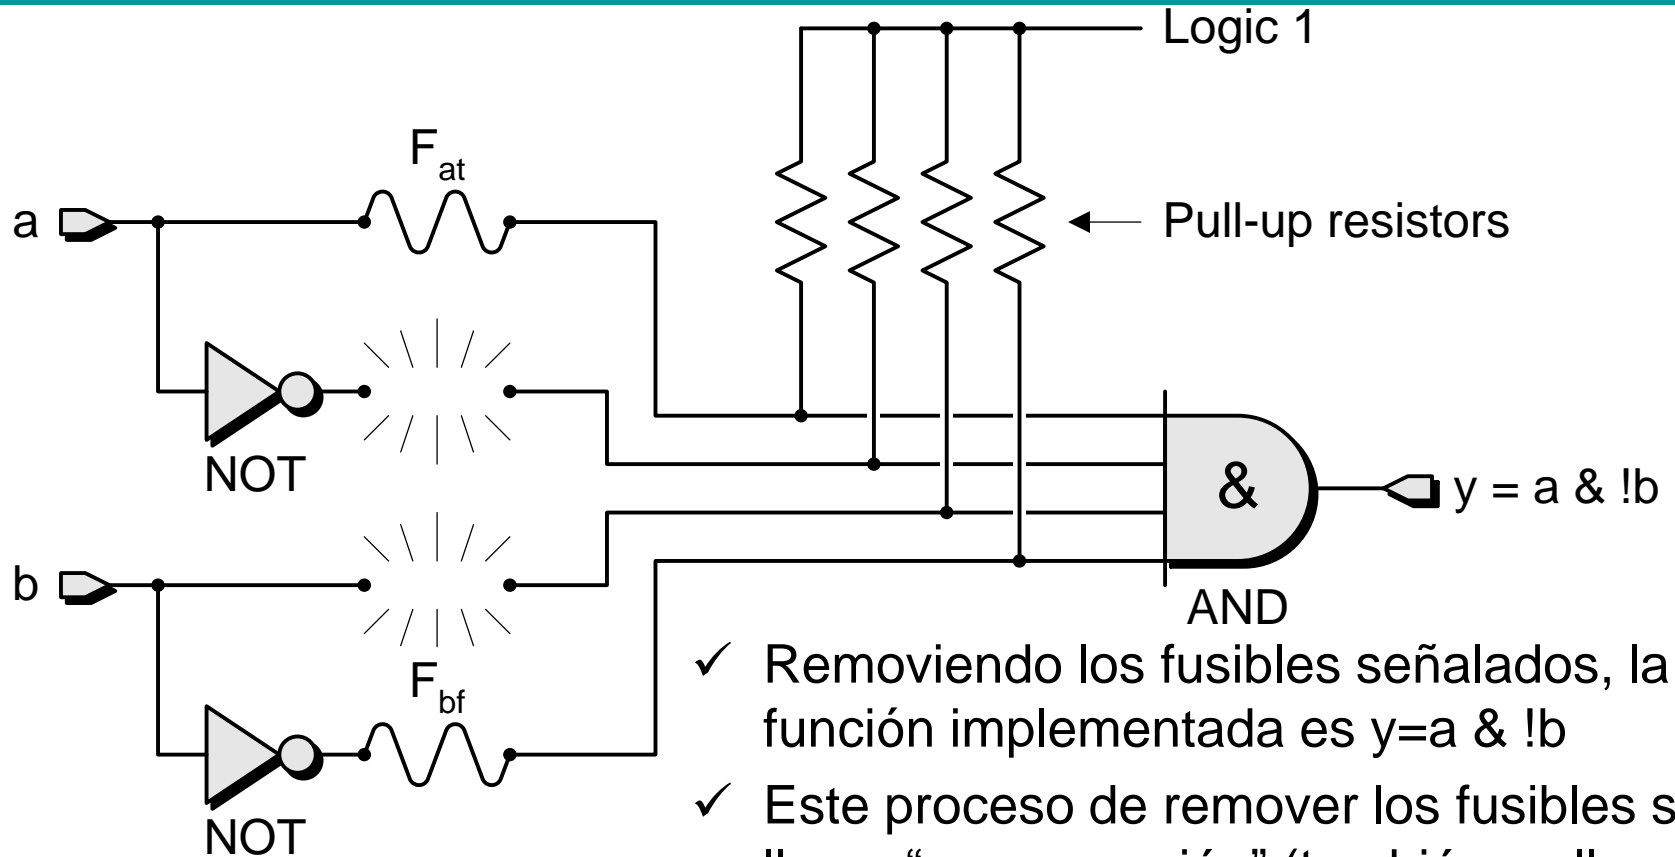 Logic 1
F at
a
Pull-up resistors
NOT
&
y = a & !b
b
AND
✓ Removiendo los fusibles señalados, la
función implementada es y=a & !b
F bf
✓ Este proceso de remover los fusibles
NOT